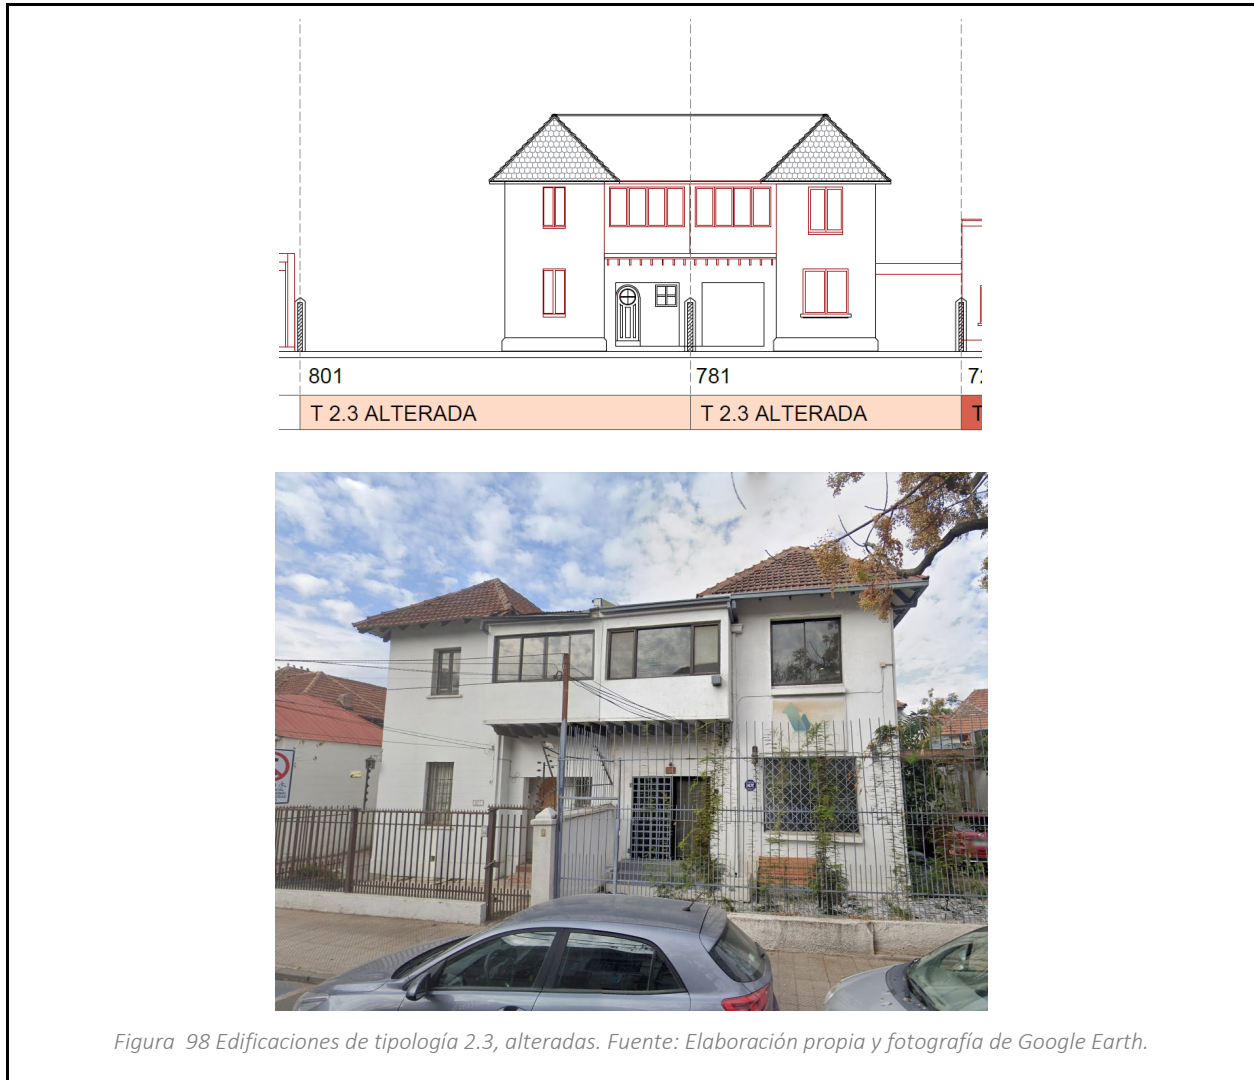 801
781
72
T 2.3 ALTERADA
T 2.3 ALTERADA
T
Figura 98 Edificaciones de tipología 2.3, alteradas. Fuente: Elaboración propia y fotografía de Google Earth.